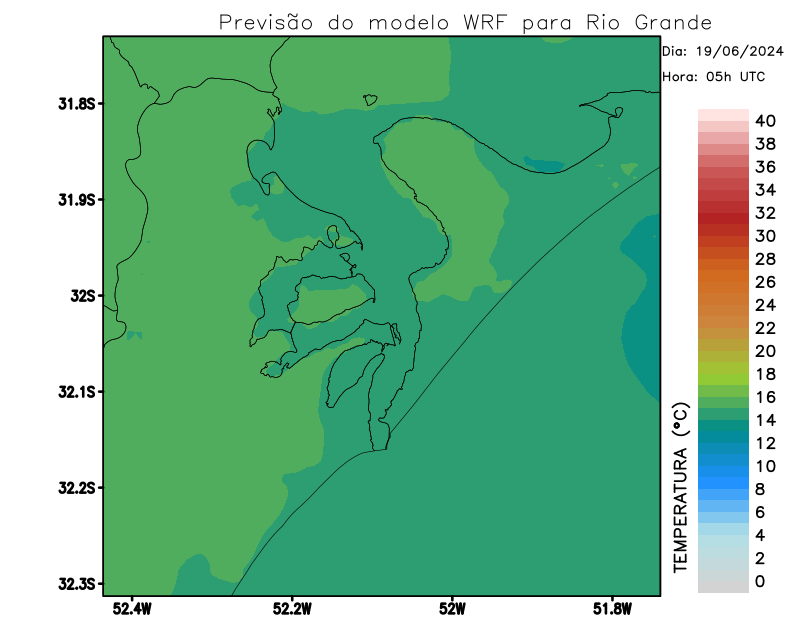 Previsão do modelo WRF para Rio Grande
Dia: 19/06/2024
Hora: 05h UTC
31.8S
31.9S
32S
32.1S
32.2S
32.3S
52.4W
52.2W
52W
51.8W
40
38
36
34
32
30
28
26
24
22
20
18
16
14
12
10
8
6
4
2
0
TEMPERATURA (°C)